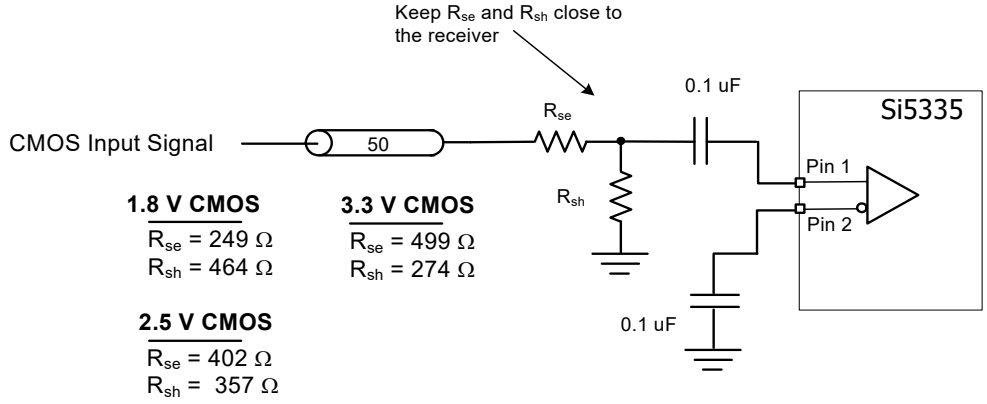 Keep Rse and Rsh close to
the receiver
0.1 uF
Si5335
Rse
CMOS Input Signal
50
Pin 1
Rsh
1.8 V CMOS
Rse = 249 Ω
Rsh = 464 Ω
3.3 V CMOS
Rse = 499 Ω
Rsh = 274 Ω
Pin 2
2.5 V CMOS
Rse = 402 Ω
Rsh = 357 Ω
0.1 uF